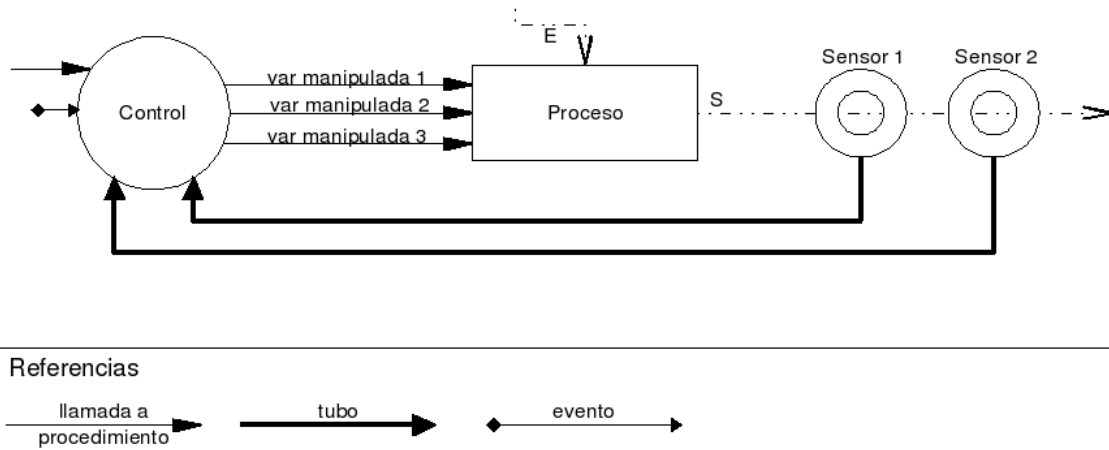 E
Sensor 1
Sensor 2
var manipulada 1
Control
var manipulada 2
Proceso
S
var manipulada 3
Referencias
llamada a
procedimiento
tubo
evento